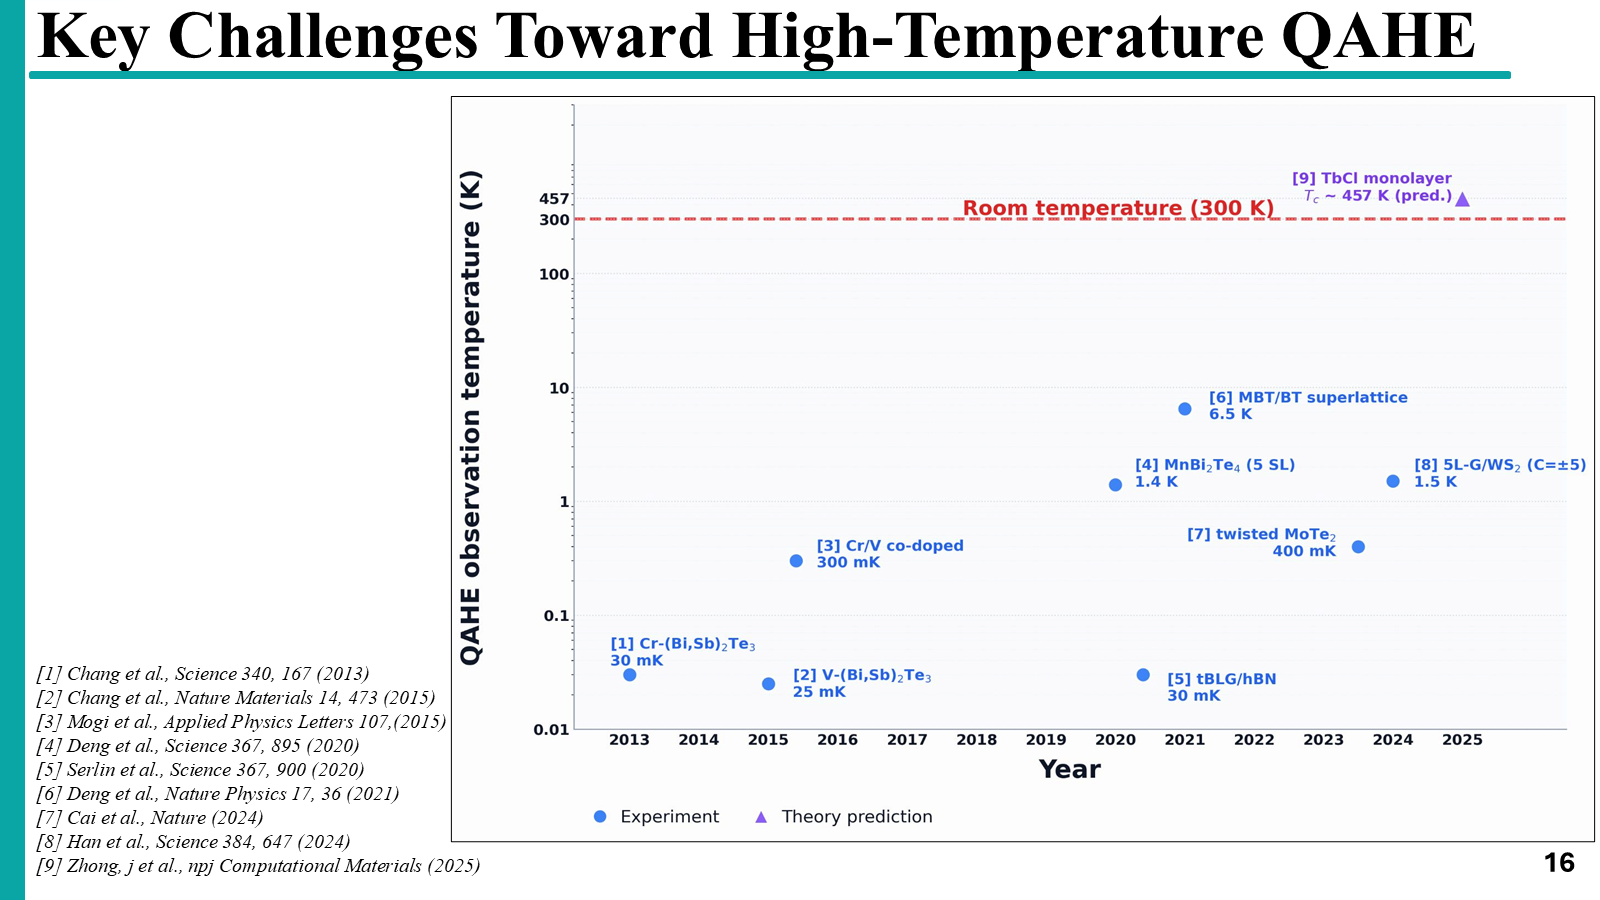 Key Challenges Toward High-Temperature QAHE
QAHE observation temperature (K)
457
300
100
10
1
0.1
0.01
[9] TbCl monolayer
T_c ~ 457 K (pred.)
Room temperature (300 K)
[6] MBT/BT superlattice
6.5 K
[4] MnBi₂Te₄ (5 SL)
1.4 K
[8] 5L-G/WS₂ (C=±5)
1.5 K
[7] twisted MoTe₂
400 mK
[3] Cr/V co-doped
300 mK
[1] Cr-(Bi,Sb)₂Te₃
30 mK
[2] V-(Bi,Sb)₂Te₃
25 mK
[5] tBLG/hBN
30 mK
2013 2014 2015 2016 2017 2018 2019 2020 2021 2022 2023 2024 2025
Year
Experiment Theory prediction
[1] Chang et al., Science 340, 167 (2013)
[2] Chang et al., Nature Materials 14, 473 (2015)
[3] Mogi et al., Applied Physics Letters 107,(2015)
[4] Deng et al., Science 367, 895 (2020)
[5] Serlin et al., Science 367, 900 (2020)
[6] Deng et al., Nature Physics 17, 36 (2021)
[7] Cai et al., Nature (2024)
[8] Han et al., Science 384, 647 (2024)
[9] Zhong, j et al., npj Computational Materials (2025)
16